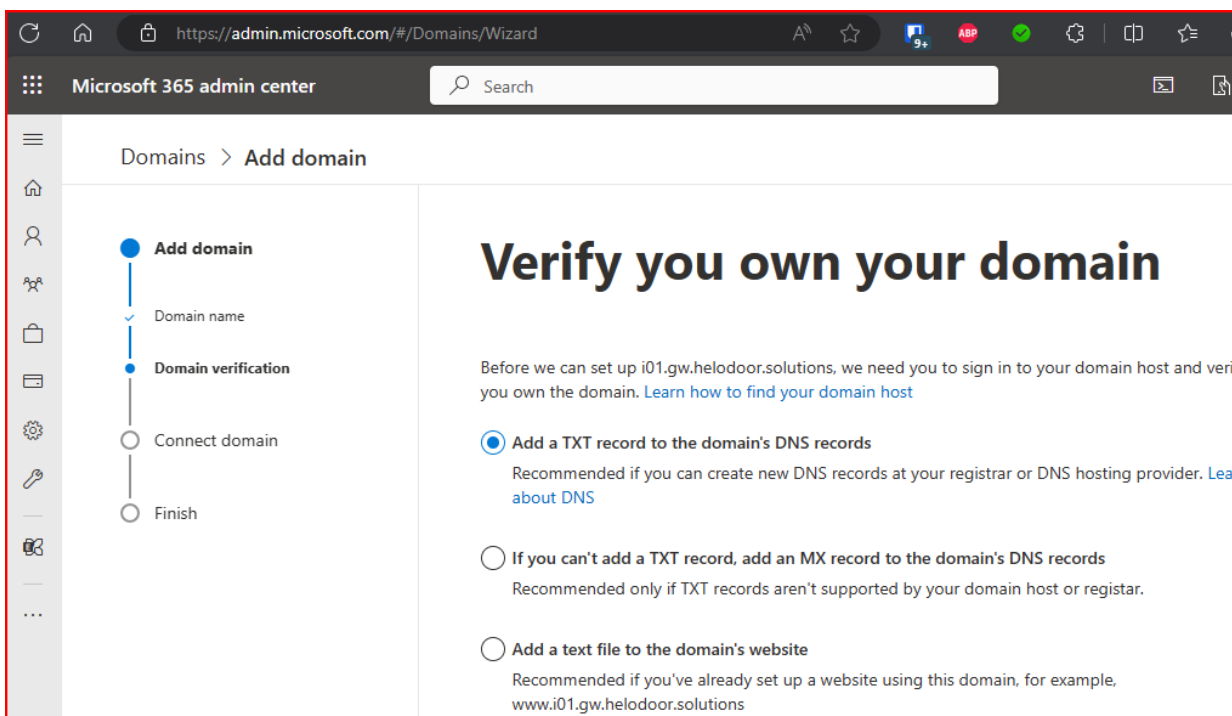 https://admin.microsoft.com/#/Domains/Wizard
A
9+
ABP
Microsoft 365 admin center
Search
Domains > Add domain
Add domain
Domain name
Domain verification
Connect domain
Finish
Verify you own your domain
Before we can set up i01.gw.helodoor.solutions, we need you to sign in to your domain host and veri
you own the domain. Learn how to find your domain host
Add a TXT record to the domain's DNS records
Recommended if you can create new DNS records at your registrar or DNS hosting provider. Lea
about DNS
If you can't add a TXT record, add an MX record to the domain's DNS records
Recommended only if TXT records aren't supported by your domain host or registar.
Add a text file to the domain's website
Recommended if you've already set up a website using this domain, for example,
www.i01.gw.helodoor.solutions